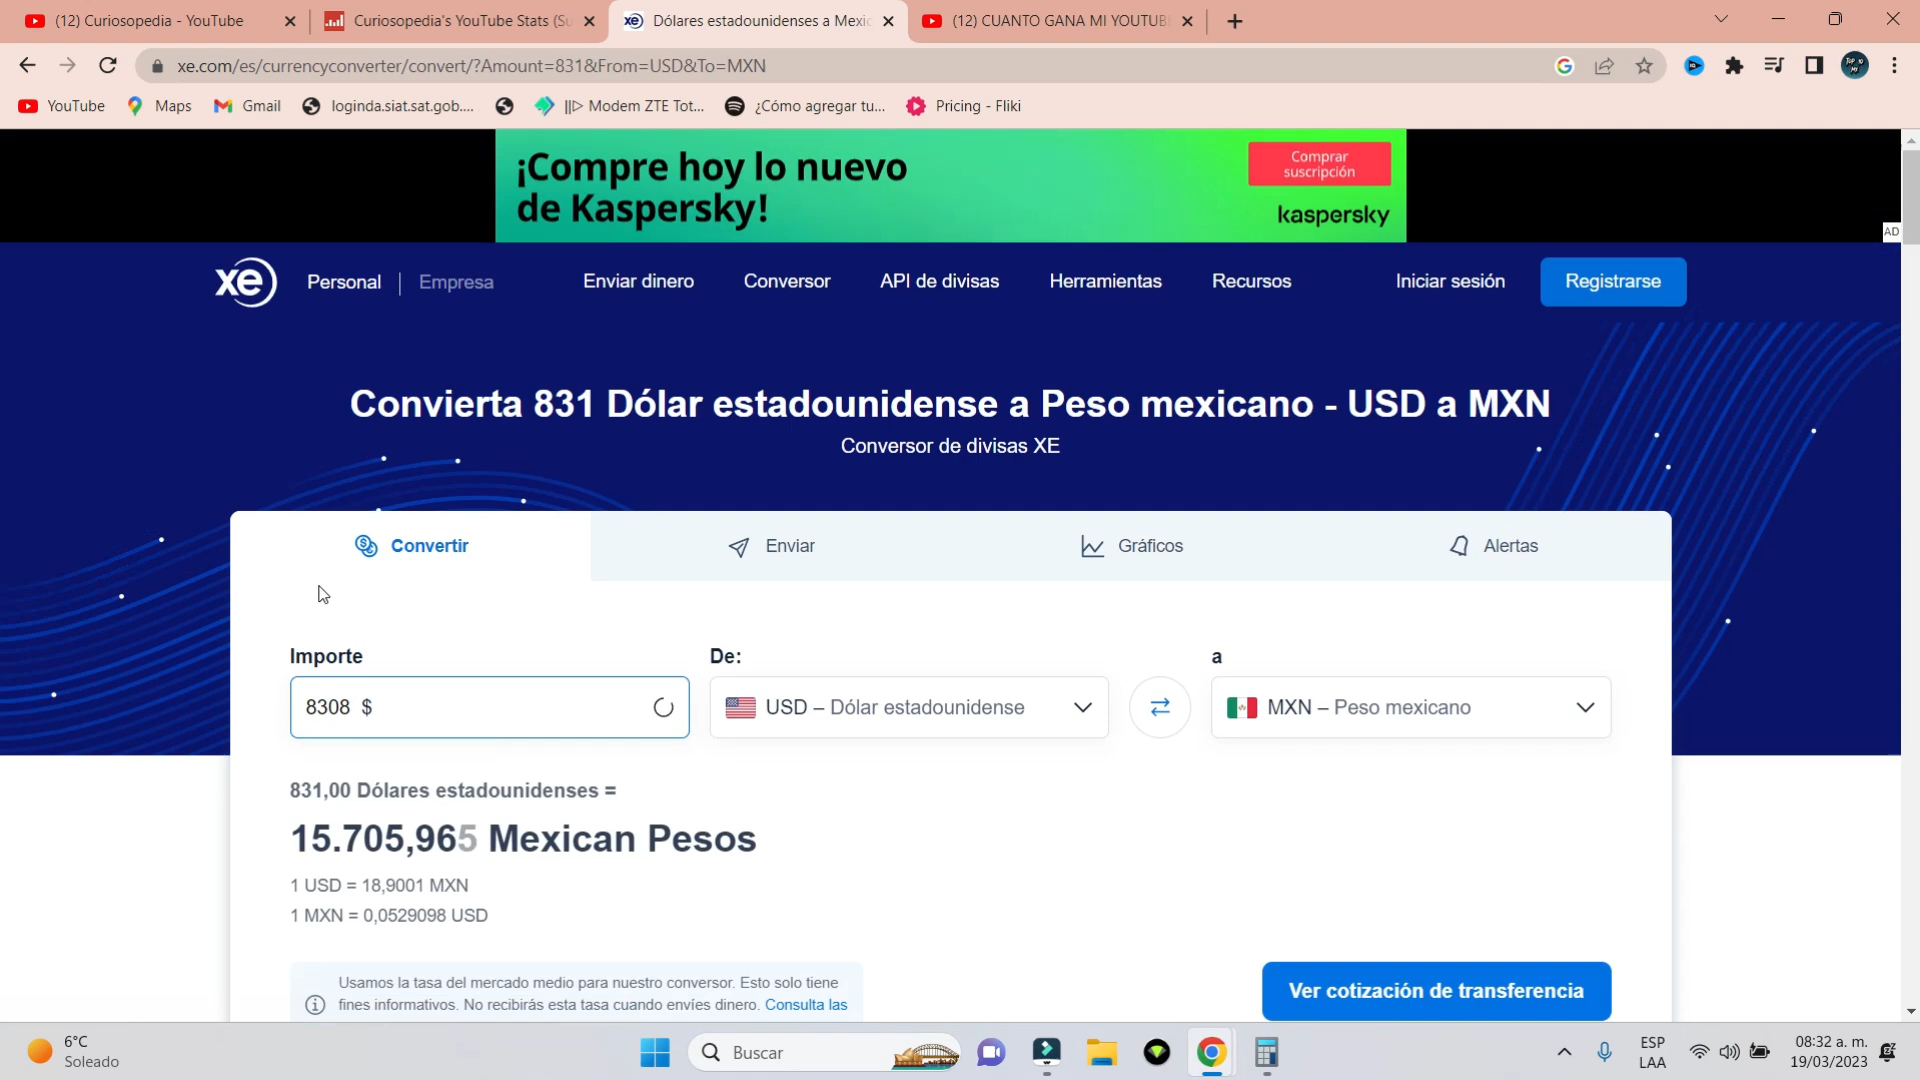 (12) Curiosopedia - YouTube
Curiosopedia's YouTube Stats (Su
Dólares estadounidenses a Mexic
(12) CUANTO GANA MI YOUTUBE
xe.com/es/currencyconverter/convert/?Amount=831&From=USD&To=MXN
YouTube
Maps
Gmail
loginda.siat.sat.gob....
||▷ Modem ZTE Tot...
¿Cómo agregar tu...
Pricing - Fliki
¡Compre hoy lo nuevo
de Kaspersky!
Comprar
suscripción
kaspersky
AD
xe
Personal
Empresa
Enviar dinero
Conversor
API de divisas
Herramientas
Recursos
Iniciar sesión
Registrarse
Convierta 831 Dólar estadounidense a Peso mexicano - USD a MXN
Conversor de divisas XE
Convertir
Enviar
Gráficos
Alertas
Importe
De:
a
8308 $
USD – Dólar estadounidense
MXN – Peso mexicano
831,00 Dólares estadounidenses =
15.705,965 Mexican Pesos
1 USD = 18,9001 MXN
1 MXN = 0,0529098 USD
Usamos la tasa del mercado medio para nuestro conversor. Esto solo tiene
fines informativos. No recibirás esta tasa cuando envíes dinero. Consulta las
Ver cotización de transferencia
6°C
Soleado
Buscar
ESP
LAA
08:32 a. m.
19/03/2023